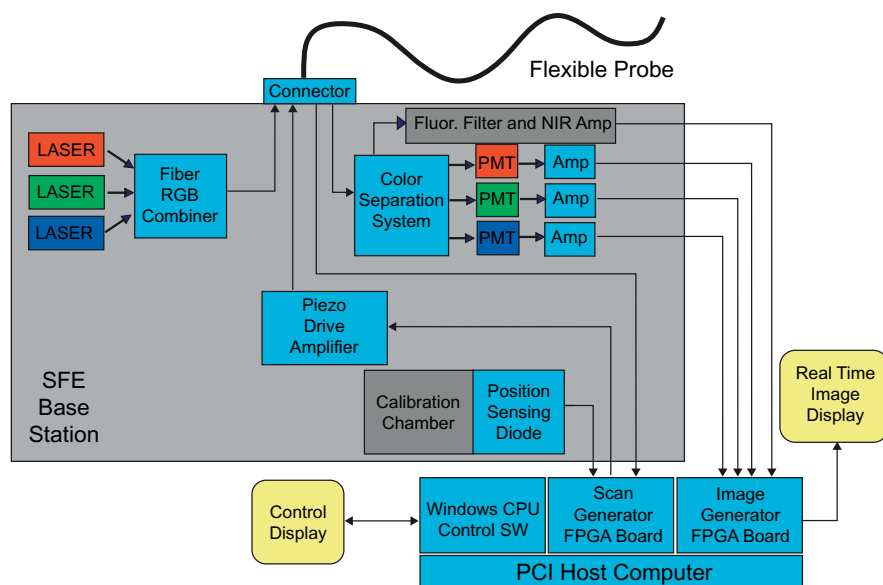 Flexible Probe
Connector
Fluor. Filter and NIR Amp
LASER
LASER
LASER
Fiber
RGB
Combiner
Color
Separation
System
PMT
Amp
PMT
Amp
PMT
Amp
Piezo
Drive
Amplifier
SFE
Base
Station
Calibration
Chamber
Position
Sensing
Diode
Real Time
Image
Display
Control
Display
Windows CPU
Control SW
Scan
Generator
FPGA Board
Image
Generator
FPGA Board
PCI Host Computer